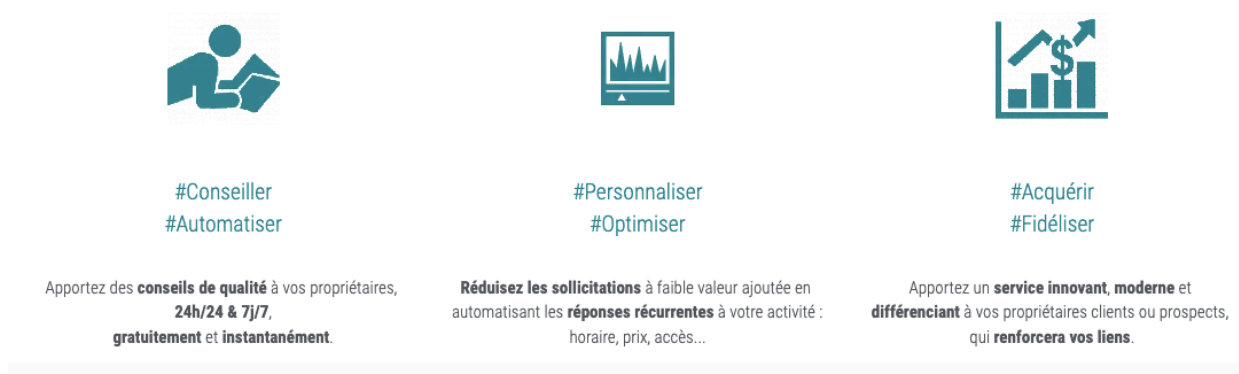 #Conseiller
#Automatiser
Apportez des conseils de qualité à vos propriétaires,
24h/24 & 7j/7,
gratuitement et instantanément.
#Personnaliser
#Optimiser
Réduisez les sollicitations à faible valeur ajoutée en
automatisant les réponses récurrentes à votre activité :
horaire, prix, accès...
#Acquérir
#Fidéliser
Apportez un service innovant, moderne et
différenciant à vos propriétaires clients ou prospects,
qui renforcera vos liens.